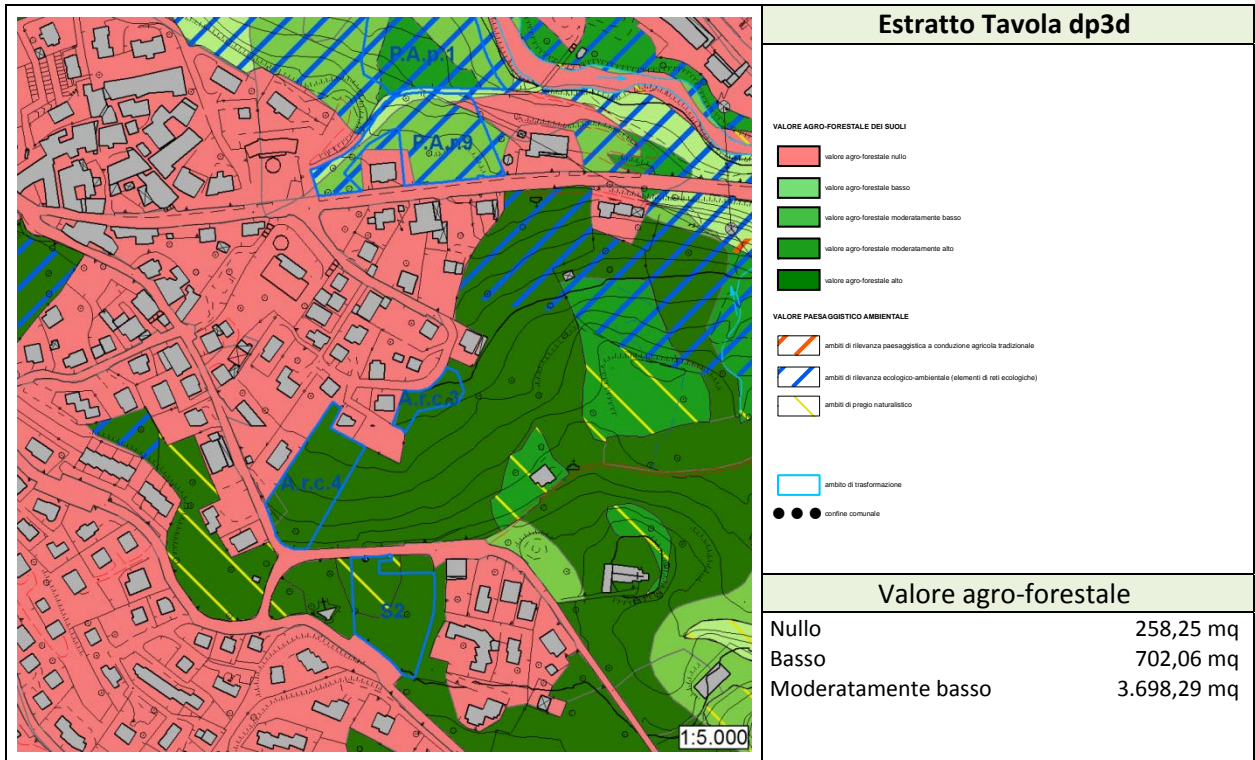 Estratto Tavola dp3d
P.A.p.1
P.A.r.9
A.r.c.3
A.r.c.4
S2
1:5.000
VALORE AGRO-FORESTALE DEI SUOLI
valore agro-forestale nullo
valore agro-forestale basso
valore agro-forestale moderatamente basso
valore agro-forestale moderatamente alto
valore agro-forestale alto
VALORE PAESAGGISTICO AMBIENTALE
ambiti di rilevanza paesaggistica a conduzione agricola tradizionale
ambiti di rilevanza ecologico-ambientale (elementi di reti ecologiche)
ambiti di pregio naturalistico
ambito di trasformazione
confine comunale
Valore agro-forestale
Nullo 258,25 mq
Basso 702,06 mq
Moderatamente basso 3.698,29 mq